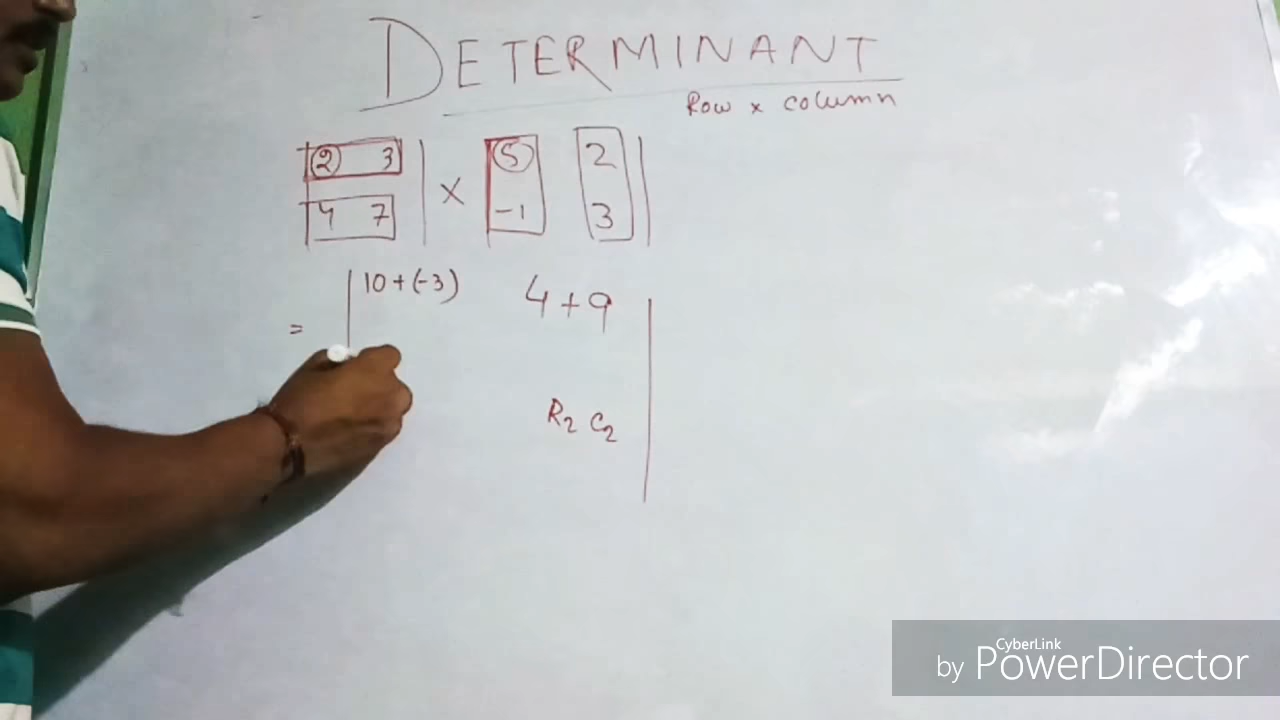 DETERMINANT
Row x column
|2 3| × |5 2|
|4 7| |-1 3|
= |10+(-3) 4+9|
R2 C2
CyberLink
by PowerDirector